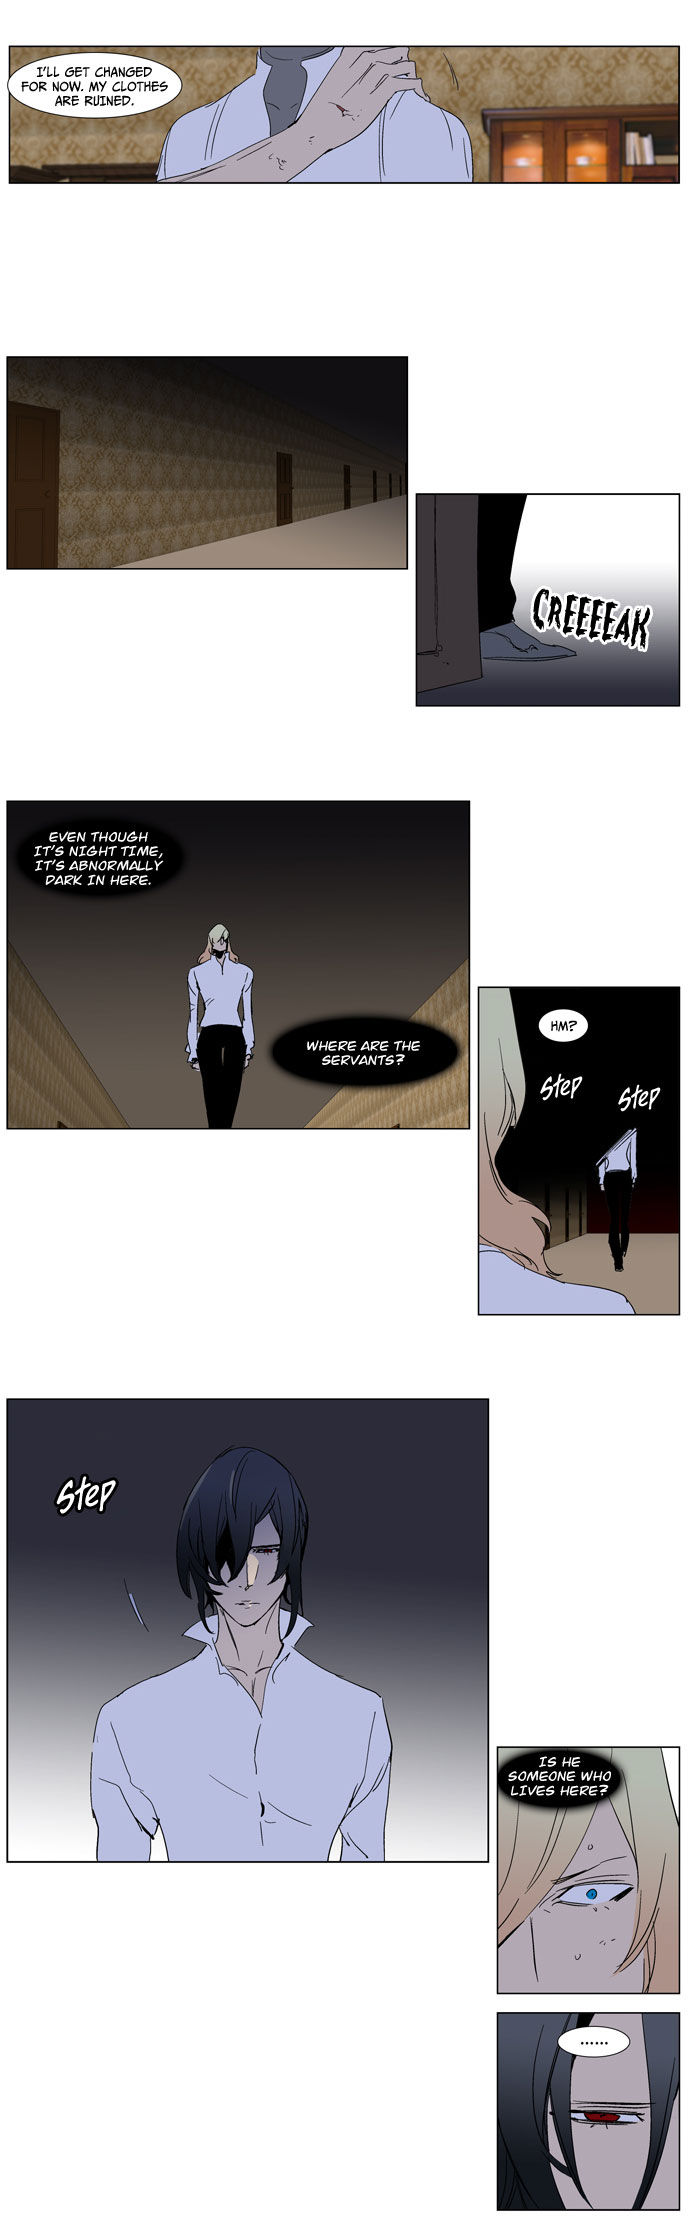 I'LL GET CHANGED
FOR NOW. MY CLOTHES
ARE RUINED.
CREEEEAK
EVEN THOUGH
IT'S NIGHT TIME,
IT'S ABNORMALLY
DARK IN HERE.
WHERE ARE THE
SERVANTS?
HM?
STEP
STEP
STEP
IS HE
SOMEONE WHO
LIVES HERE?
......